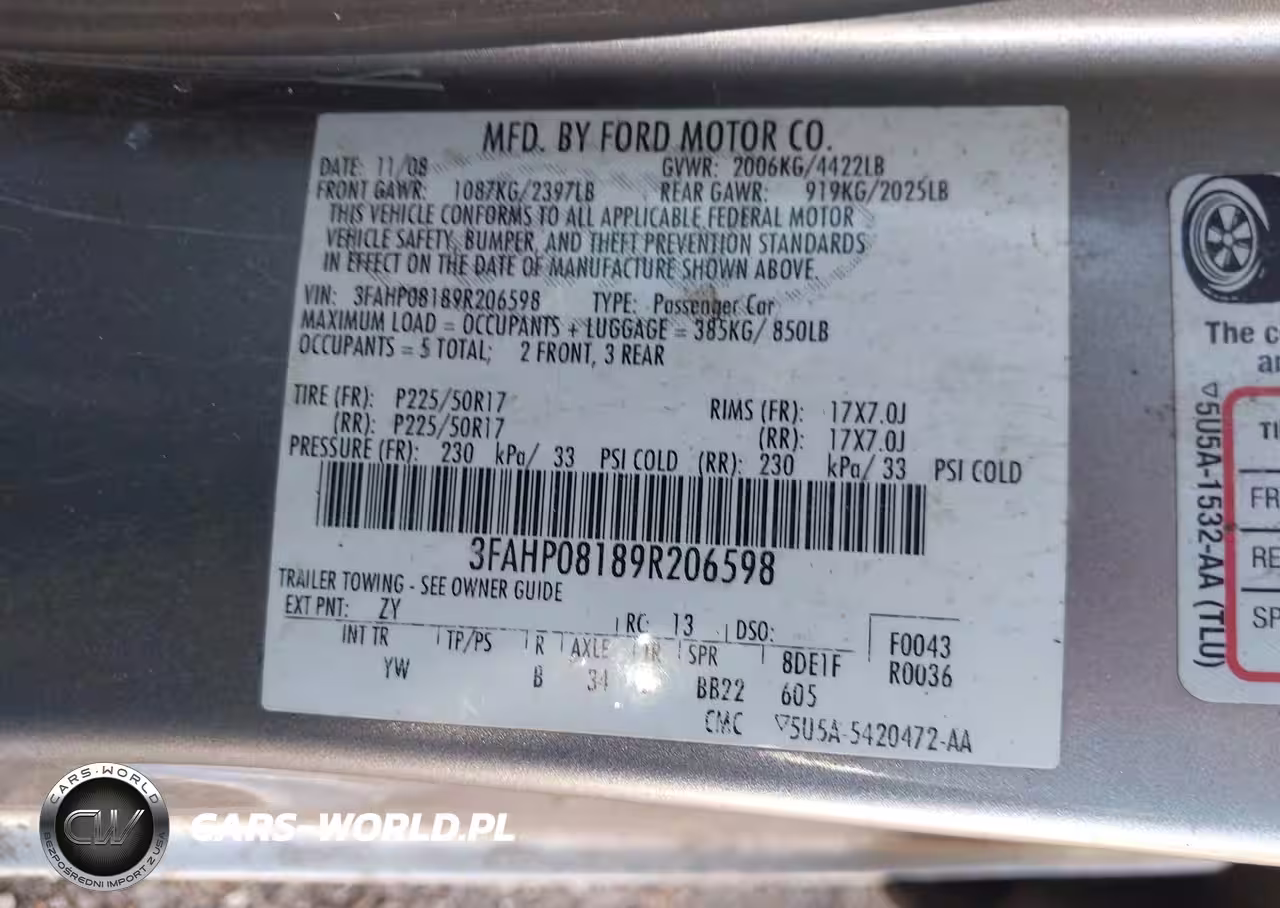 MFD. BY FORD MOTOR CO.
DATE: 11/08 GVWR: 2006KG/4422LB
FRONT GAWR: 1087KG/2397LB REAR GAWR: 919KG/2025LB
THIS VEHICLE CONFORMS TO ALL APPLICABLE FEDERAL MOTOR
VEHICLE SAFETY, BUMPER, AND THEFT PREVENTION STANDARDS
IN EFFECT ON THE DATE OF MANUFACTURE SHOWN ABOVE.
VIN: 3FAHP08189R206598 TYPE: Passenger Car
MAXIMUM LOAD = OCCUPANTS + LUGGAGE = 385KG/ 850LB
OCCUPANTS = 5 TOTAL; 2 FRONT, 3 REAR
TIRE (FR): P225/50R17 RIMS (FR): 17X7.0J
(RR): P225/50R17 (RR): 17X7.0J
PRESSURE (FR): 230 kPa/ 33 PSI COLD (RR): 230 kPa/ 33 PSI COLD
3FAHP08189R206598
TRAILER TOWING - SEE OWNER GUIDE
EXT PNT: ZY RC: 13 DSO: F0043
INT TR TP/PS R AXLE TR SPR 8DE1F R0036
YW B 34 BB22 605
CMC ▽5U5A-5420472-AA
The c
a
▽5U5A-1532-AA (TLU)
TI
FR
RE
SP
CARS-WORLD
CW
BEZPOŚREDNI IMPORT Z USA
CARS-WORLD.PL